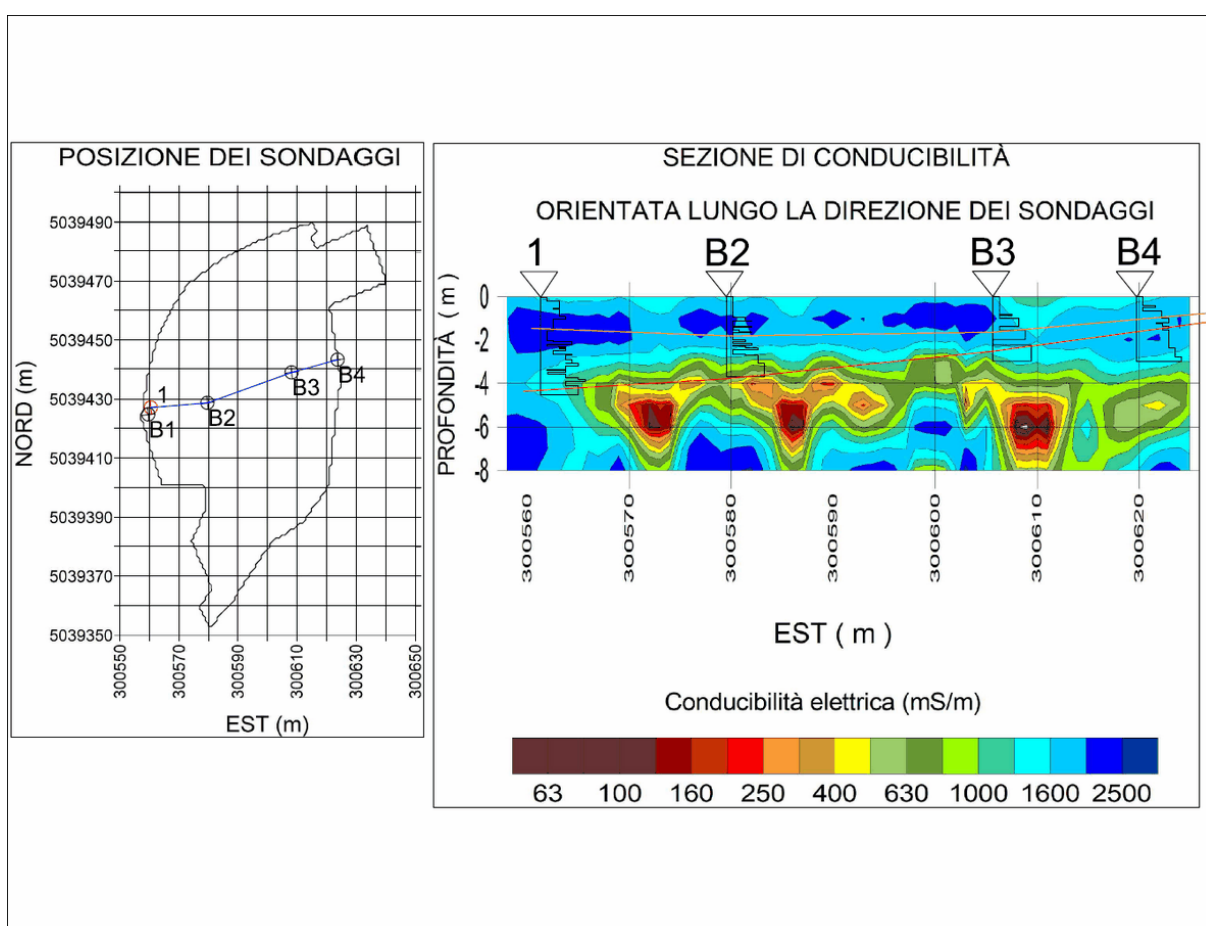 POSIZIONE DEI SONDAGGI
5039490
5039470
5039450
5039430
5039410
5039390
5039370
5039350
NORD (m)
1
B1
B2
B3
B4
300550
300570
300590
300610
300630
300650
EST (m)
SEZIONE DI CONDUCIBILITÀ
ORIENTATA LUNGO LA DIREZIONE DEI SONDAGGI
1
B2
B3
B4
PROFONDITÀ ( m )
0
-2
-4
-6
-8
300560
300570
300580
300590
300600
300610
300620
EST ( m )
Conducibilità elettrica (mS/m)
63 100 160 250 400 630 1000 1600 2500